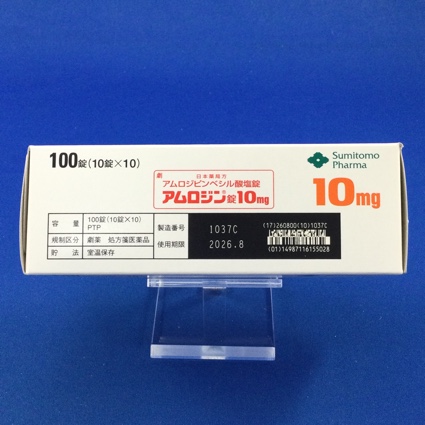 100錠(10錠×10)
Sumitomo
Pharma
劇 日本薬局方
アムロジピンベシル酸塩錠
アムロジン®錠10mg
10mg
容 量 100錠(10錠×10)
PTP
規制区分 劇薬 処方箋医薬品
貯 法 室温保存
製造番号 1037C
使用期限 2026.8
(17)260800(10)1037C
(01)14987116155028